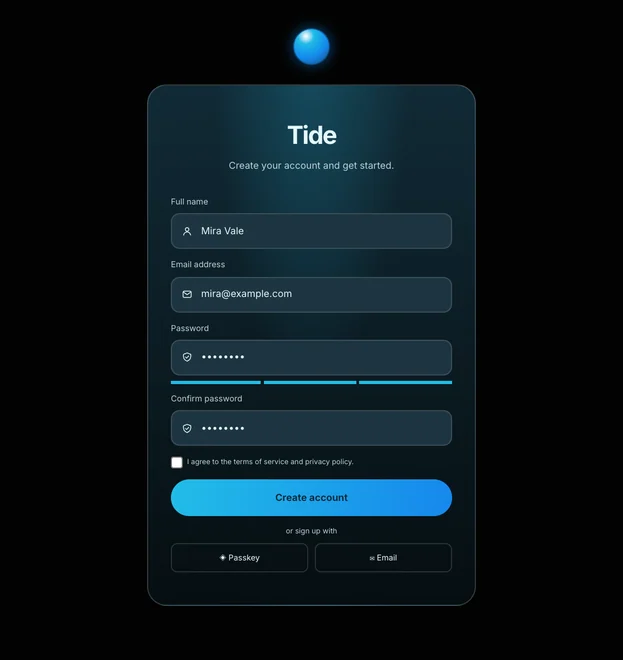 Tide
Create your account and get started.
Full name
Mira Vale
Email address
mira@example.com
Password
••••••••
Confirm password
••••••••
I agree to the terms of service and privacy policy.
Create account
or sign up with
✴ Passkey
✉ Email